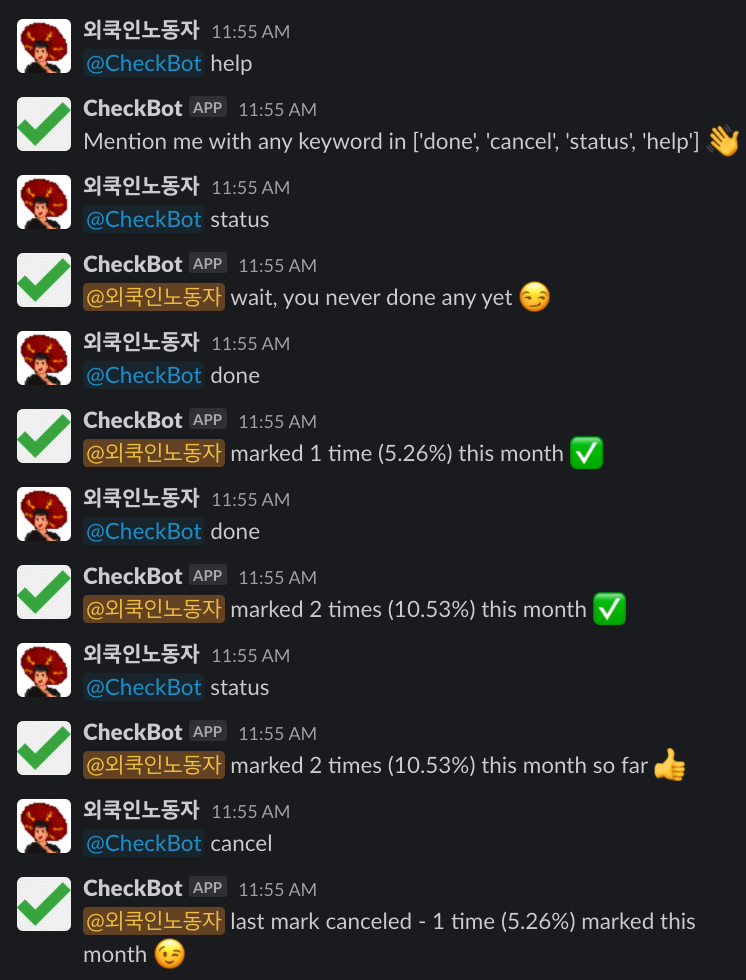 외쿡인노동자 11:55 AM
@CheckBot help
CheckBot APP 11:55 AM
Mention me with any keyword in ['done', 'cancel', 'status', 'help'] 👋
외쿡인노동자 11:55 AM
@CheckBot status
CheckBot APP 11:55 AM
@외쿡인노동자 wait, you never done any yet 😏
외쿡인노동자 11:55 AM
@CheckBot done
CheckBot APP 11:55 AM
@외쿡인노동자 marked 1 time (5.26%) this month ✅
외쿡인노동자 11:55 AM
@CheckBot done
CheckBot APP 11:55 AM
@외쿡인노동자 marked 2 times (10.53%) this month ✅
외쿡인노동자 11:55 AM
@CheckBot status
CheckBot APP 11:55 AM
@외쿡인노동자 marked 2 times (10.53%) this month so far 👍
외쿡인노동자 11:55 AM
@CheckBot cancel
CheckBot APP 11:55 AM
@외쿡인노동자 last mark canceled - 1 time (5.26%) marked this
month 😉